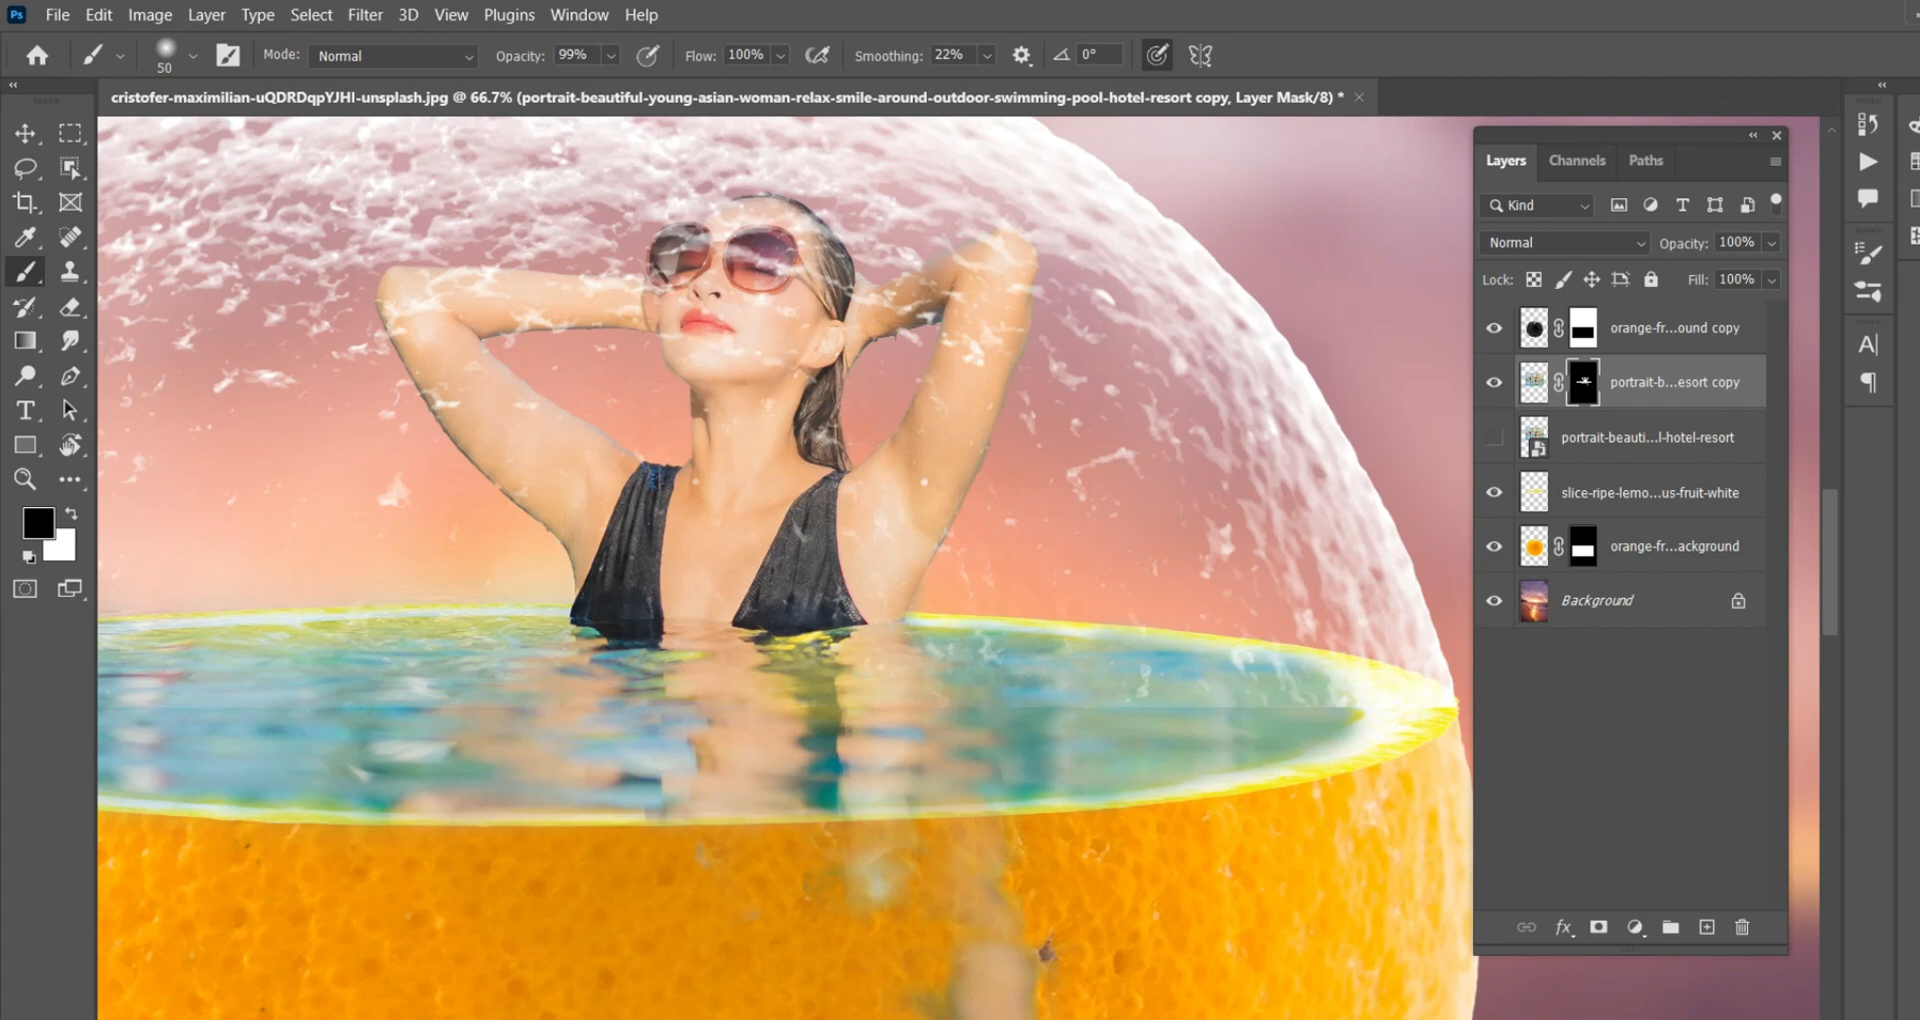 Ps File Edit Image Layer Type Select Filter 3D View Plugins Window Help
50 Mode: Normal Opacity: 99% Flow: 100% Smoothing: 22% 0°
cristofer-maximilian-uQDRDqpYJHI-unsplash.jpg @ 66.7% (portrait-beautiful-young-asian-woman-relax-smile-around-outdoor-swimming-pool-hotel-resort copy, Layer Mask/8) *
Layers Channels Paths
Kind
Normal Opacity: 100%
Lock: Fill: 100%
orange-fr...ound copy
portrait-b...esort copy
portrait-beauti...l-hotel-resort
slice-ripe-lemo...us-fruit-white
orange-fr...ackground
Background
fx